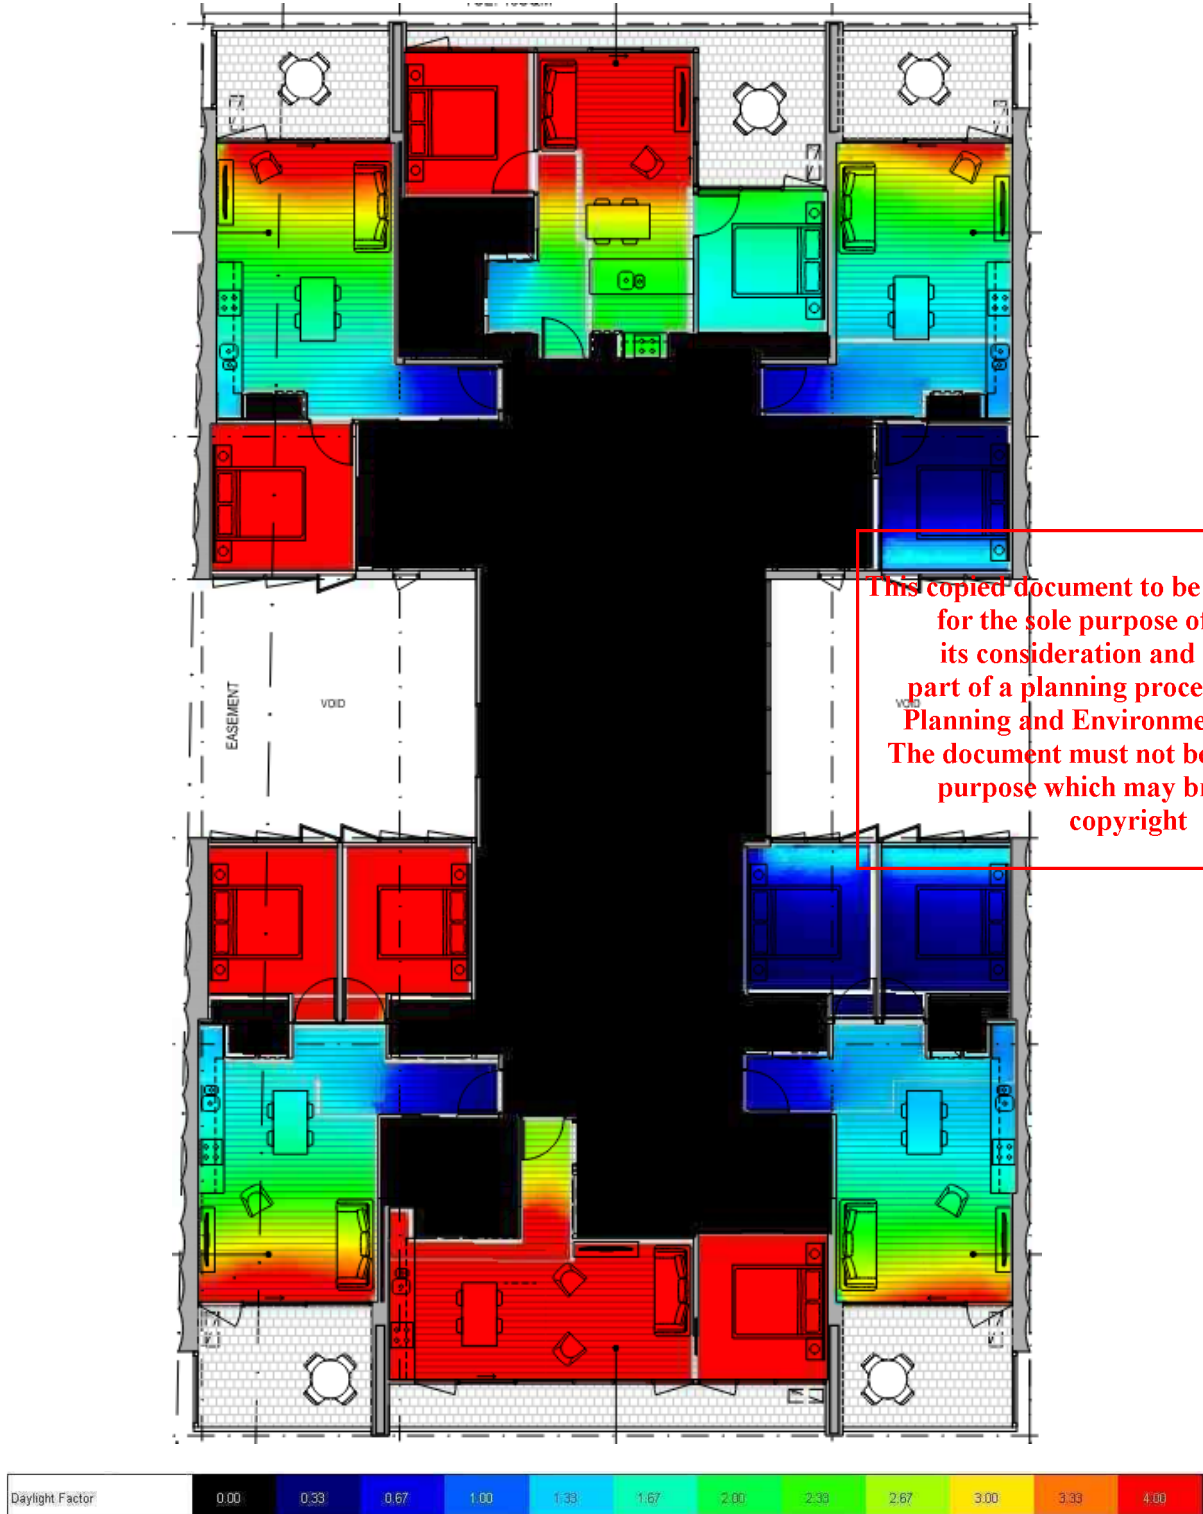 EASEMENT
VOID
VOID
This copied document to be
for the sole purpose of
its consideration and
part of a planning proce
Planning and Environme
The document must not be
purpose which may br
copyright
Daylight Factor 0.00 0.33 0.67 1.00 1.33 1.67 2.00 2.33 2.67 3.00 3.33 4.00